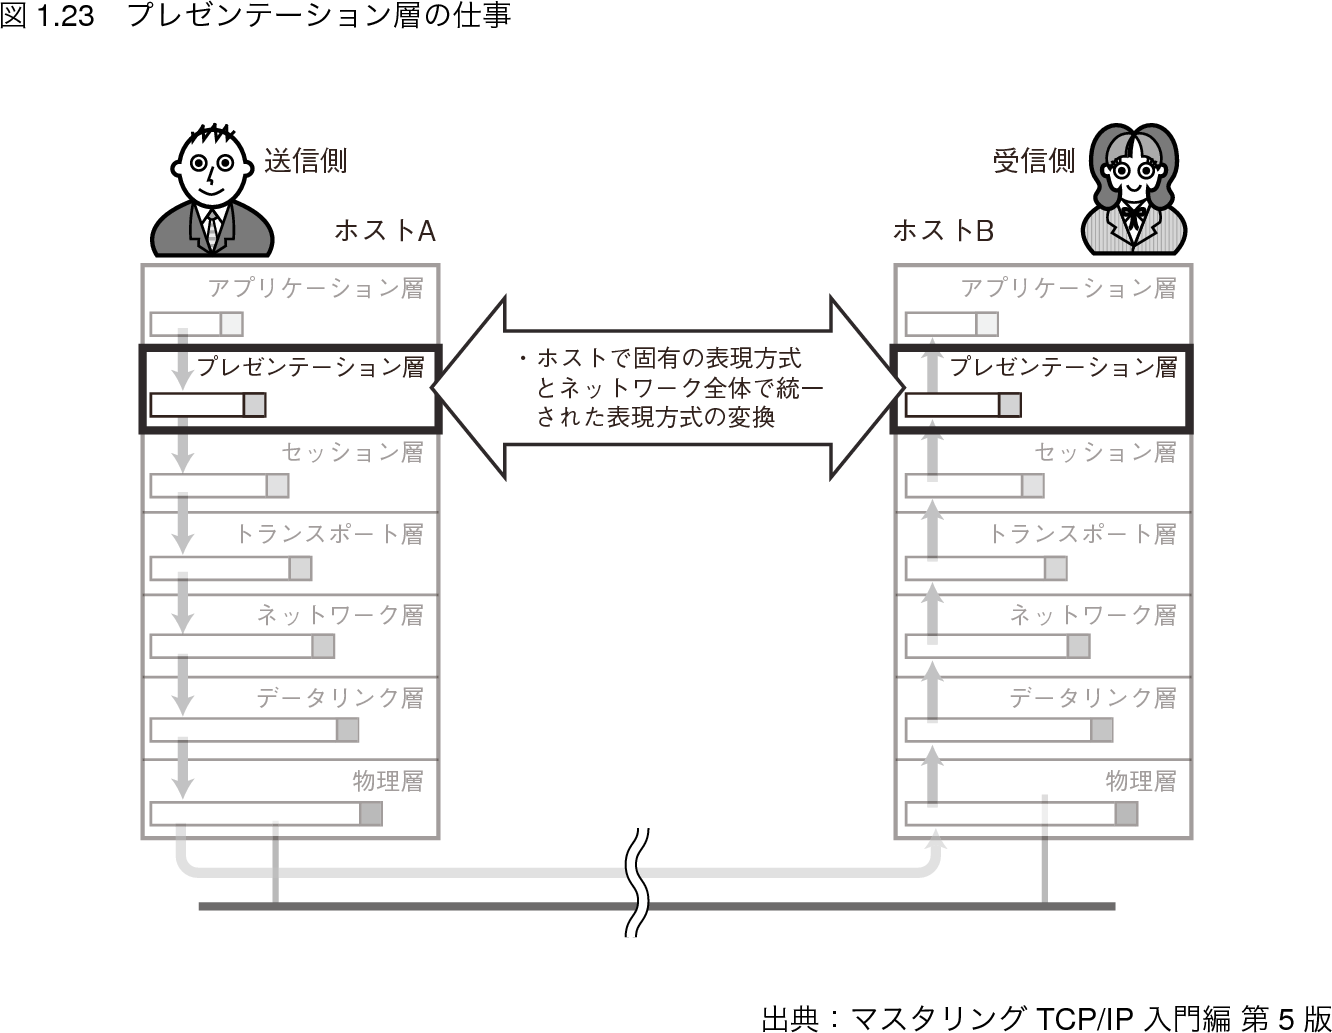 図 1.23　プレゼンテーション層の仕事
送信側
受信側
ホストA
ホストB
アプリケーション層
アプリケーション層
プレゼンテーション層
・ホストで固有の表現方式
とネットワーク全体で統一
された表現方式の変換
プレゼンテーション層
セッション層
セッション層
トランスポート層
トランスポート層
ネットワーク層
ネットワーク層
データリンク層
データリンク層
物理層
物理層
出典：マスタリング TCP/IP 入門編 第 5 版